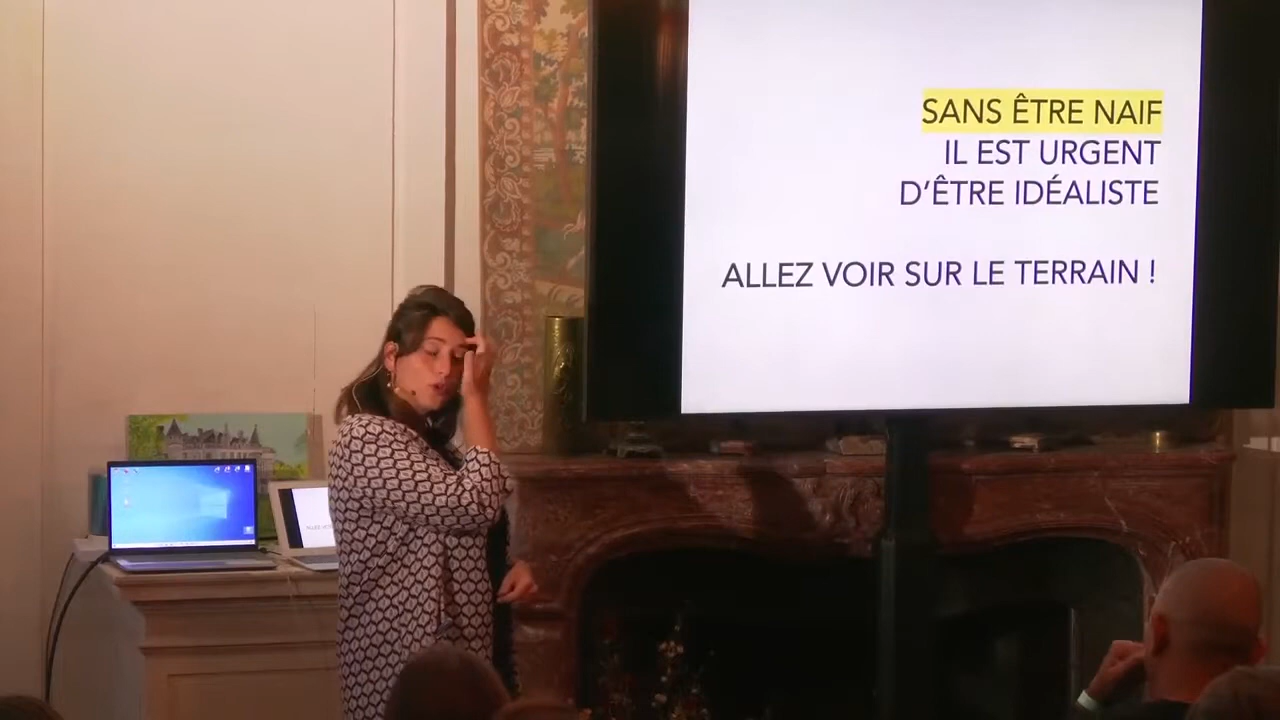 SANS ÊTRE NAIF
IL EST URGENT
D'ÊTRE IDÉALISTE
ALLEZ VOIR SUR LE TERRAIN !